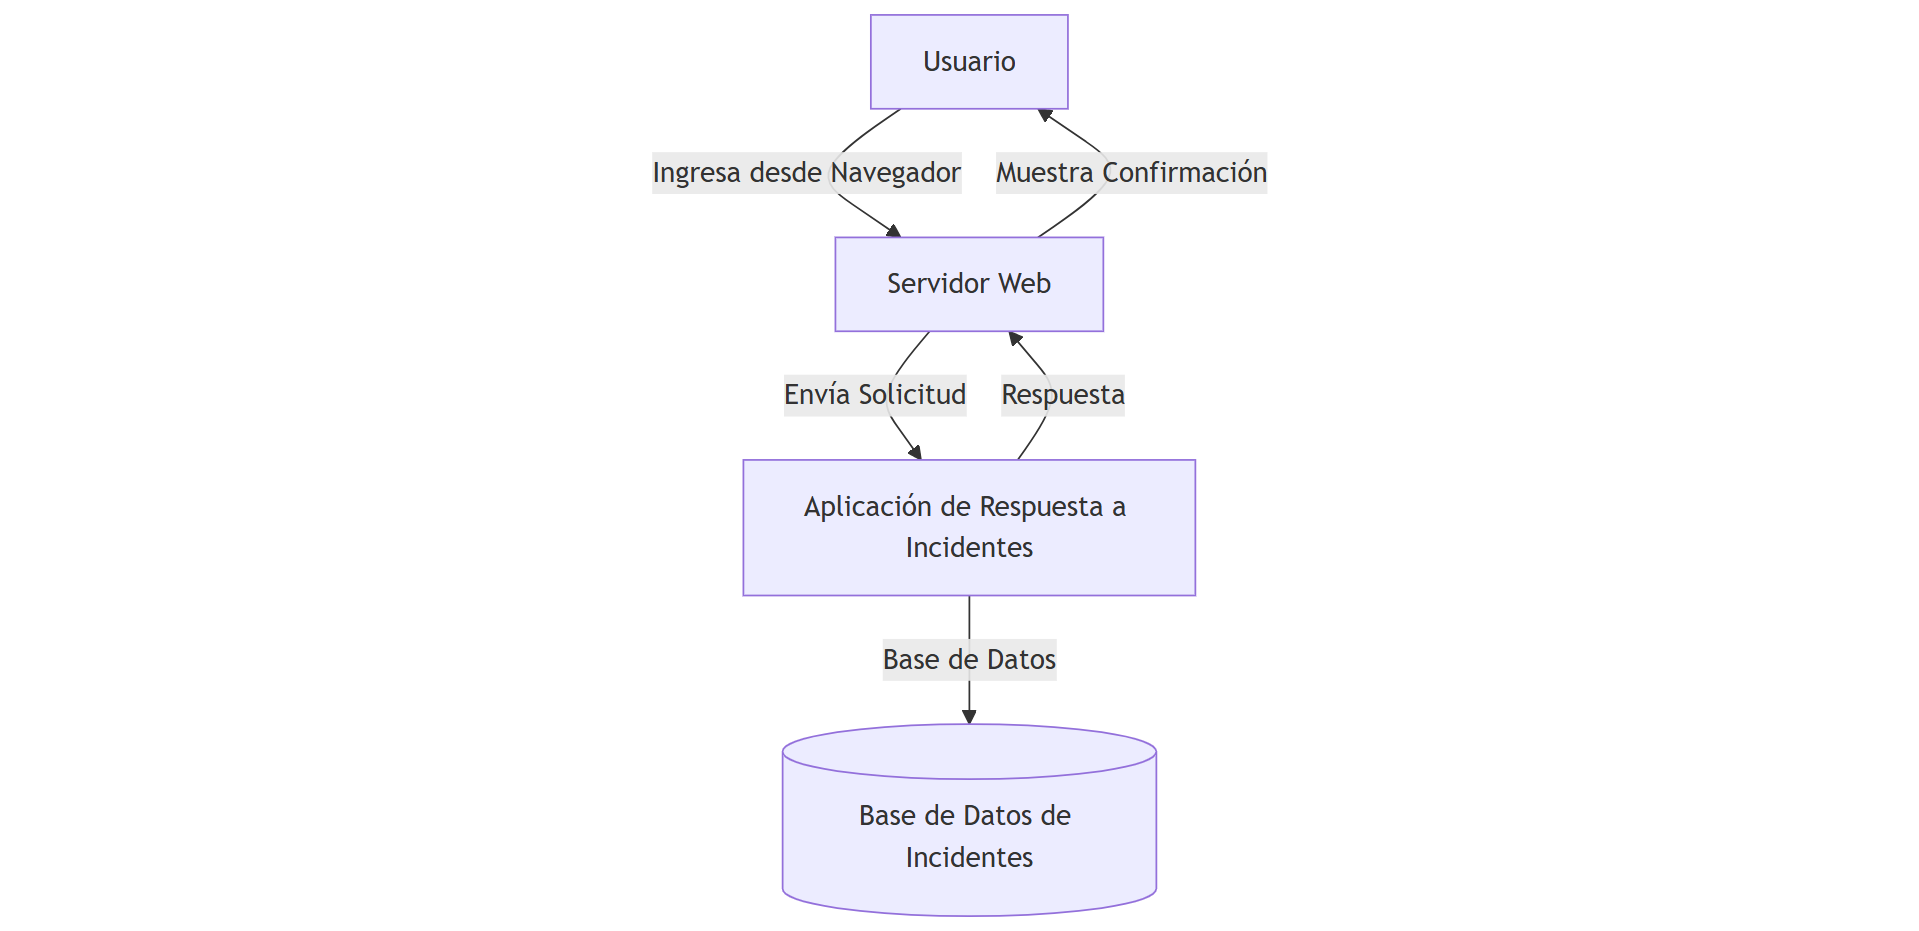 Usuario
Ingresa desde Navegador
Muestra Confirmación
Servidor Web
Envía Solicitud
Respuesta
Aplicación de Respuesta a
Incidentes
Base de Datos
Base de Datos de
Incidentes